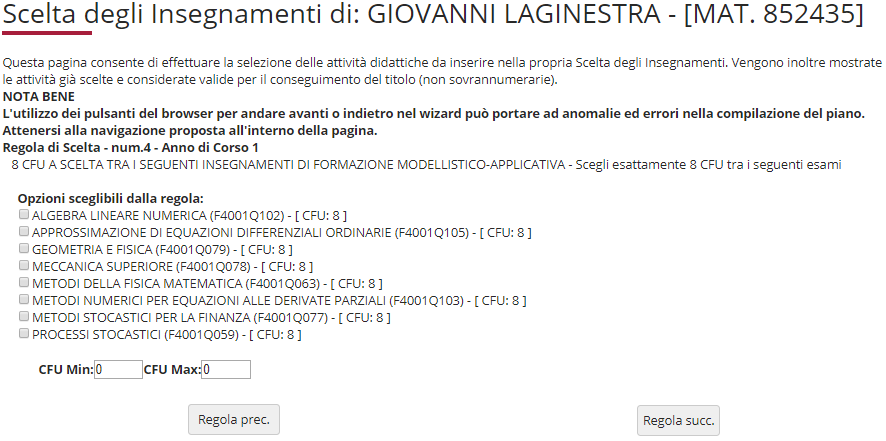 Scelta degli Insegnamenti di: GIOVANNI LAGINESTRA - [MAT. 852435]
Questa pagina consente di effettuare la selezione delle attività didattiche da inserire nella propria Scelta degli Insegnamenti. Vengono inoltre mostrate
le attività già scelte e considerate valide per il conseguimento del titolo (non sovrannumerarie).
NOTA BENE
L'utilizzo dei pulsanti del browser per andare avanti o indietro nel wizard può portare ad anomalie ed errori nella compilazione del piano.
Attenersi alla navigazione proposta all'interno della pagina.
Regola di Scelta - num.4 - Anno di Corso 1
8 CFU A SCELTA TRA I SEGUENTI INSEGNAMENTI DI FORMAZIONE MODELLISTICO-APPLICATIVA - Scegli esattamente 8 CFU tra i seguenti esami
Opzioni sceglibili dalla regola:
ALGEBRA LINEARE NUMERICA (F4001Q102) - [ CFU: 8 ]
APPROSSIMAZIONE DI EQUAZIONI DIFFERENZIALI ORDINARIE (F4001Q105) - [ CFU: 8 ]
GEOMETRIA E FISICA (F4001Q079) - [ CFU: 8 ]
MECCANICA SUPERIORE (F4001Q078) - [ CFU: 8 ]
METODI DELLA FISICA MATEMATICA (F4001Q063) - [ CFU: 8 ]
METODI NUMERICI PER EQUAZIONI ALLE DERIVATE PARZIALI (F4001Q103) - [ CFU: 8 ]
METODI STOCASTICI PER LA FINANZA (F4001Q077) - [ CFU: 8 ]
PROCESSI STOCASTICI (F4001Q059) - [ CFU: 8 ]
CFU Min: 0 CFU Max: 0
Regola prec. Regola succ.